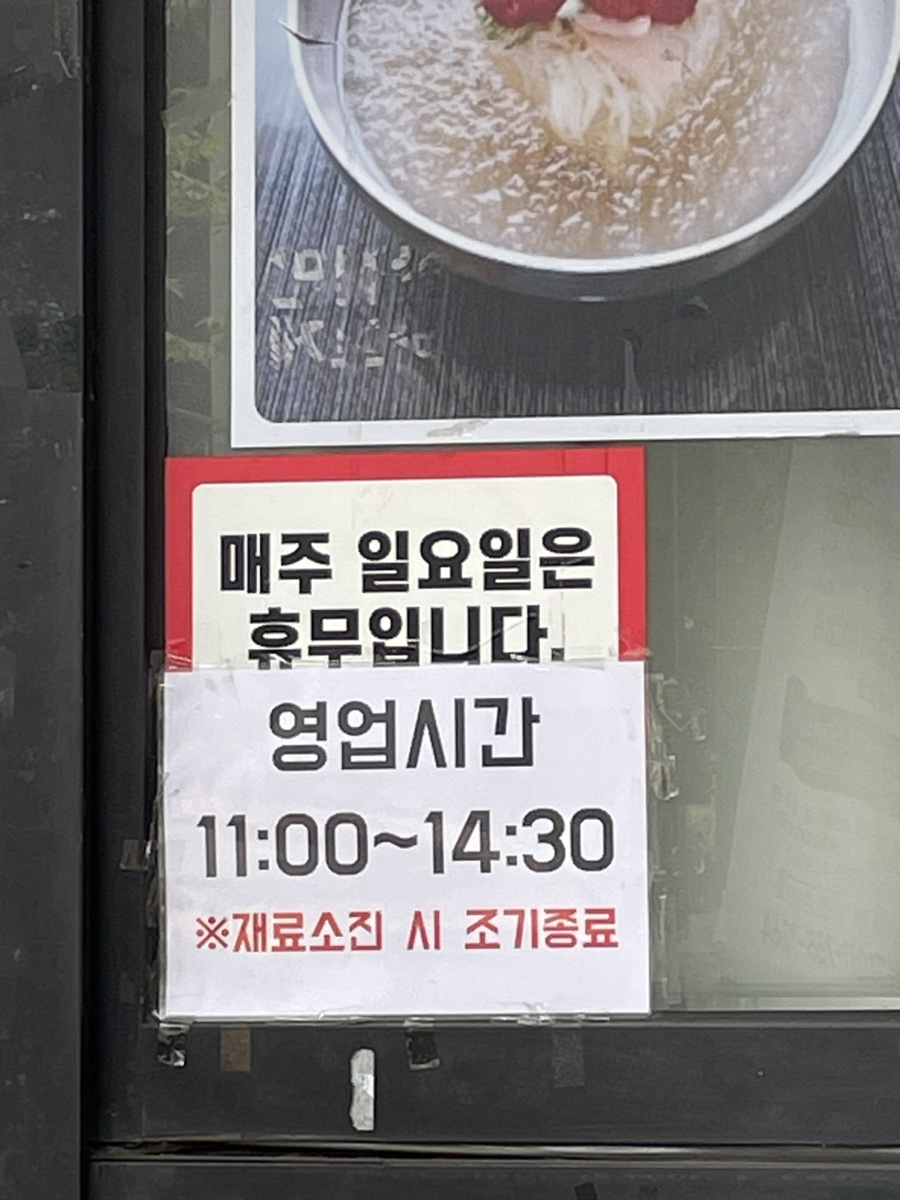 매주 일요일은
휴무입니다.
영업시간
11:00~14:30
※재료소진 시 조기종료